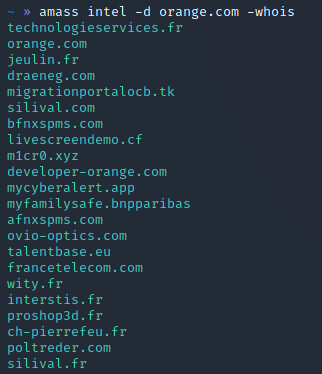 ~ » amass intel -d orange.com -whois
technologieservices.fr
orange.com
jeulin.fr
draeneg.com
migrationportalocb.tk
silival.com
bfnxspms.com
livescreendemo.cf
m1cr0.xyz
developer-orange.com
mycyberalert.app
myfamilysafe.bnpparibas
afnxspms.com
ovio-optics.com
talentbase.eu
francetelecom.com
wity.fr
interstis.fr
proshop3d.fr
ch-pierrefeu.fr
poltreder.com
silival.fr